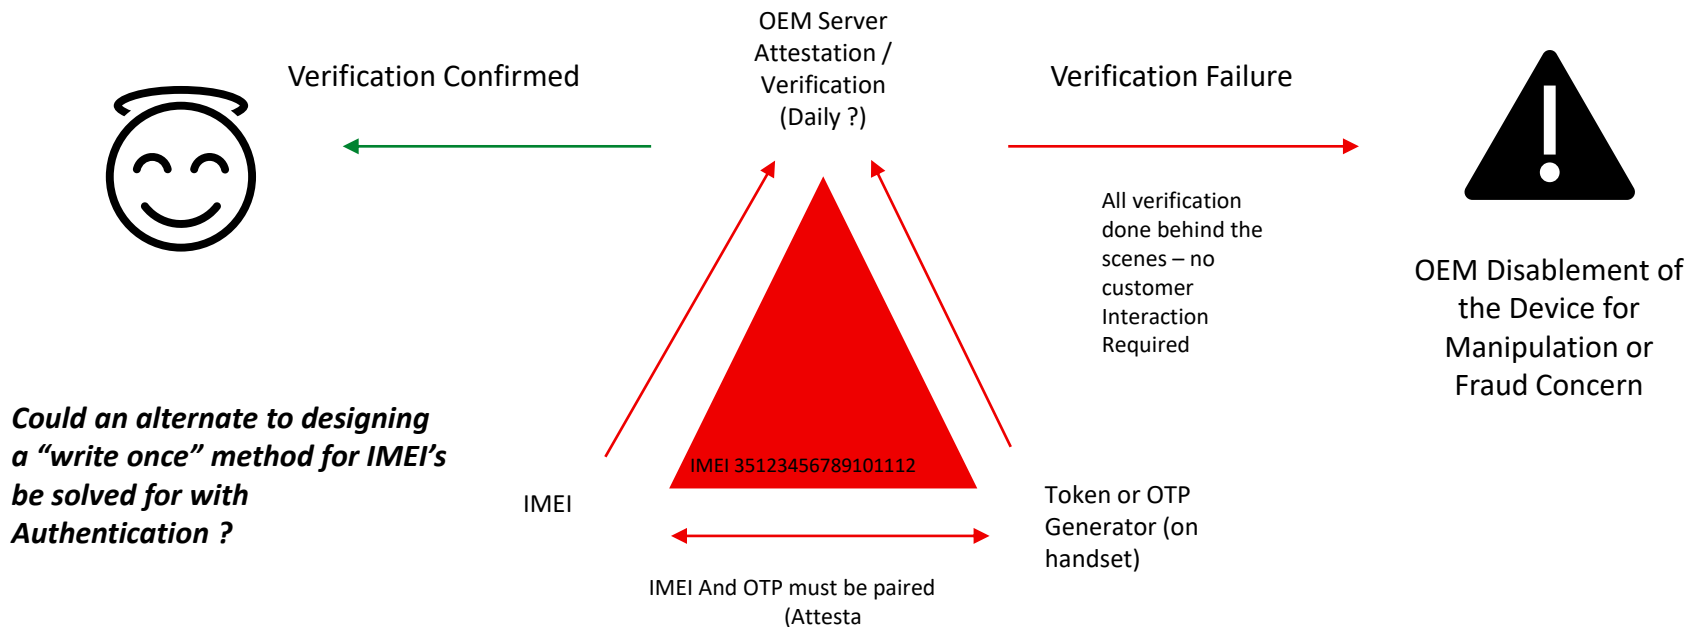 OEM Server
Attestation /
Verification
(Daily ?)
Verification Confirmed
Verification Failure
All verification
done behind the
scenes – no
customer
Interaction
Required
OEM Disablement of
the Device for
Manipulation or
Fraud Concern
Could an alternate to designing
a “write once” method for IMEI’s
be solved for with
Authentication ?
IMEI 35123456789101112
IMEI
Token or OTP
Generator (on
handset)
IMEI And OTP must be paired
(Attesta